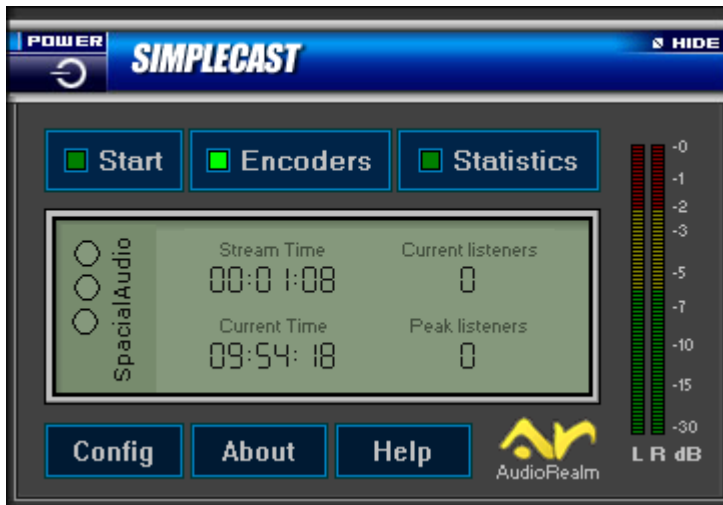 POWER
SIMPLECAST
HIDE
Start
Encoders
Statistics
SpacialAudio
Stream Time
Current listeners
00:01:08
0
Current Time
Peak listeners
09:54:18
0
-0
-1
-2
-3
-5
-7
-10
-15
-30
L R dB
Config
About
Help
AudioRealm